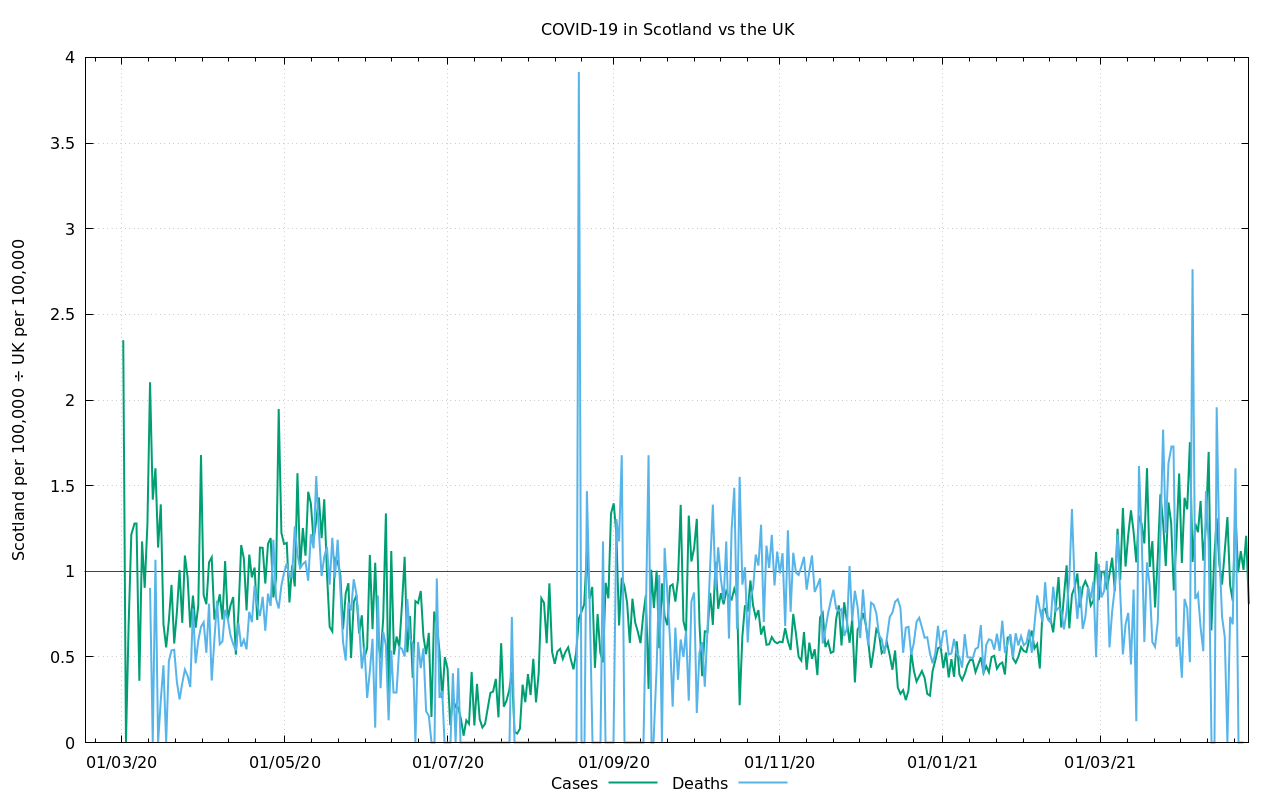 COVID-19 in Scotland vs the UK
Scotland per 100,000 ÷ UK per 100,000
4
3.5
3
2.5
2
1.5
1
0.5
0
01/03/20 01/05/20 01/07/20 01/09/20 01/11/20 01/01/21 01/03/21
Cases Deaths